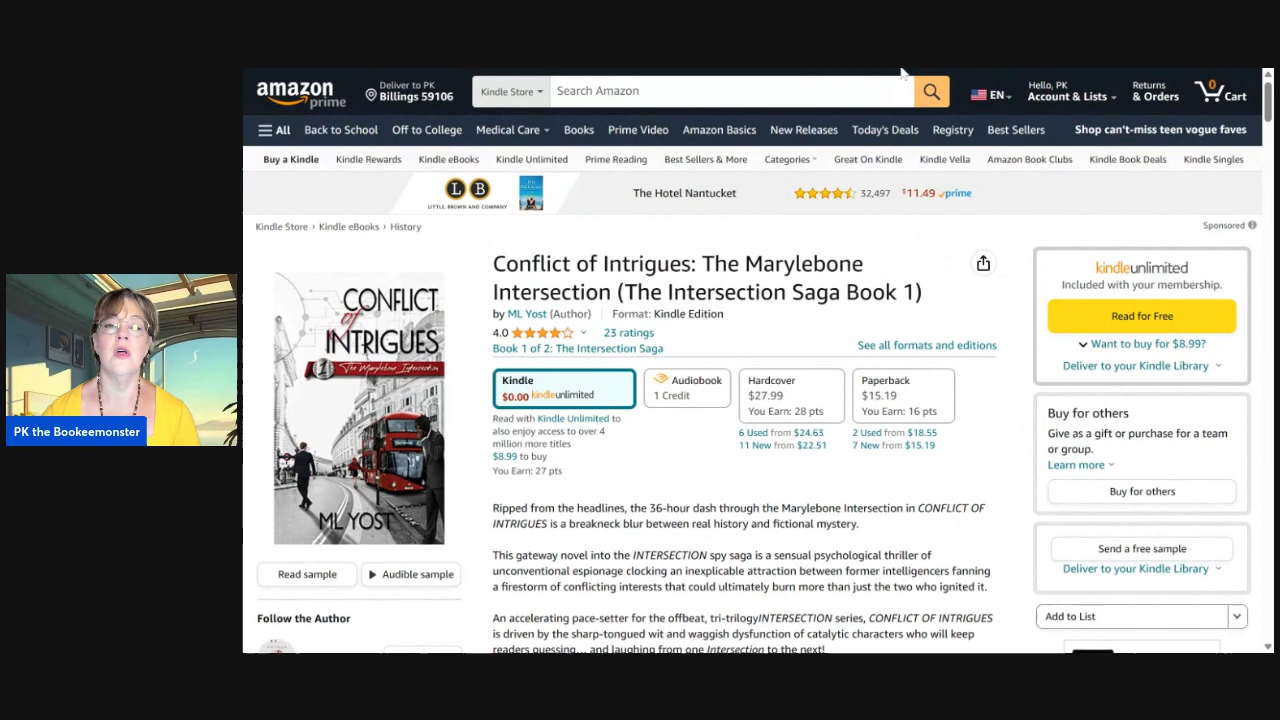 amazon
prime
Deliver to PK
Billings 59106
Kindle Store
Search Amazon
EN
Hello, PK
Account & Lists
Returns
& Orders
0
Cart
All
Back to School
Off to College
Medical Care
Books
Prime Video
Amazon Basics
New Releases
Today's Deals
Registry
Best Sellers
Shop can't-miss teen vogue faves
Buy a Kindle
Kindle Rewards
Kindle eBooks
Kindle Unlimited
Prime Reading
Best Sellers & More
Categories
Great On Kindle
Kindle Vella
Amazon Book Clubs
Kindle Book Deals
Kindle Singles
L B
LITTLE, BROWN AND COMPANY
The Hotel Nantucket
32,497
$11.49 prime
Kindle Store › Kindle eBooks › History
Sponsored
CONFLICT
of
INTRIGUES
1 The Marylebone Intersection
ML YOST
Read sample
Audible sample
Follow the Author
Conflict of Intrigues: The Marylebone
Intersection (The Intersection Saga Book 1)
by ML Yost (Author) Format: Kindle Edition
4.0 23 ratings
Book 1 of 2: The Intersection Saga
See all formats and editions
Kindle
$0.00 kindleunlimited
Read with Kindle Unlimited to
also enjoy access to over 4
million more titles
$8.99 to buy
You Earn: 27 pts
Audiobook
1 Credit
Hardcover
$27.99
You Earn: 28 pts
6 Used from $24.63
11 New from $22.51
Paperback
$15.19
You Earn: 16 pts
2 Used from $18.55
7 New from $15.19
Ripped from the headlines, the 36-hour dash through the Marylebone Intersection in CONFLICT OF
INTRIGUES is a breakneck blur between real history and fictional mystery.
This gateway novel into the INTERSECTION spy saga is a sensual psychological thriller of
unconventional espionage clocking an inexplicable attraction between former intelligencers fanning
a firestorm of conflicting interests that could ultimately burn more than just the two who ignited it.
An accelerating pace-setter for the offbeat, tri-trilogyINTERSECTION series, CONFLICT OF INTRIGUES
is driven by the sharp-tongued wit and waggish dysfunction of catalytic characters who will keep
readers guessing... and laughing from one Intersection to the next!
kindleunlimited
Included with your membership.
Read for Free
Want to buy for $8.99?
Deliver to your Kindle Library
Buy for others
Give as a gift or purchase for a team
or group.
Learn more
Buy for others
Send a free sample
Deliver to your Kindle Library
Add to List
PK the Bookeemonster